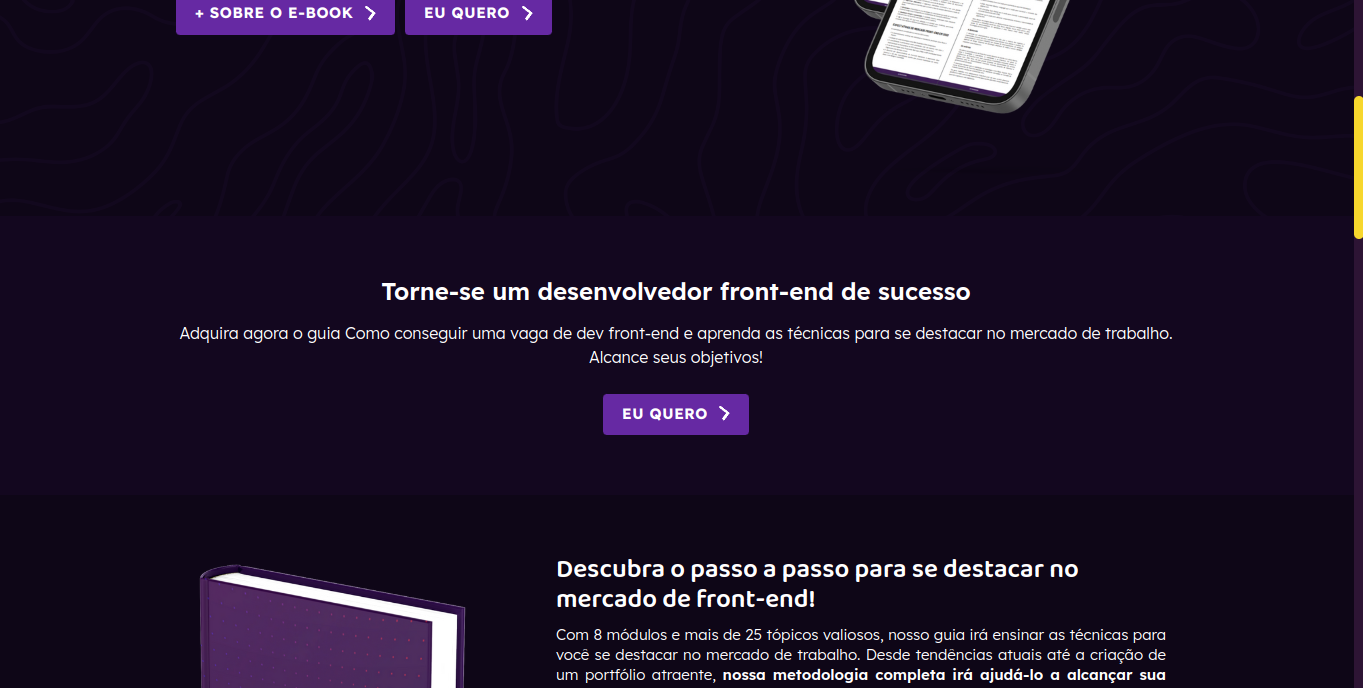 + SOBRE O E-BOOK
EU QUERO
Torne-se um desenvolvedor front-end de sucesso
Adquira agora o guia Como conseguir uma vaga de dev front-end e aprenda as técnicas para se destacar no mercado de trabalho.
Alcance seus objetivos!
EU QUERO
Descubra o passo a passo para se destacar no
mercado de front-end!
Com 8 módulos e mais de 25 tópicos valiosos, nosso guia irá ensinar as técnicas para
você se destacar no mercado de trabalho. Desde tendências atuais até a criação de
um portfólio atraente, nossa metodologia completa irá ajudá-lo a alcançar sua